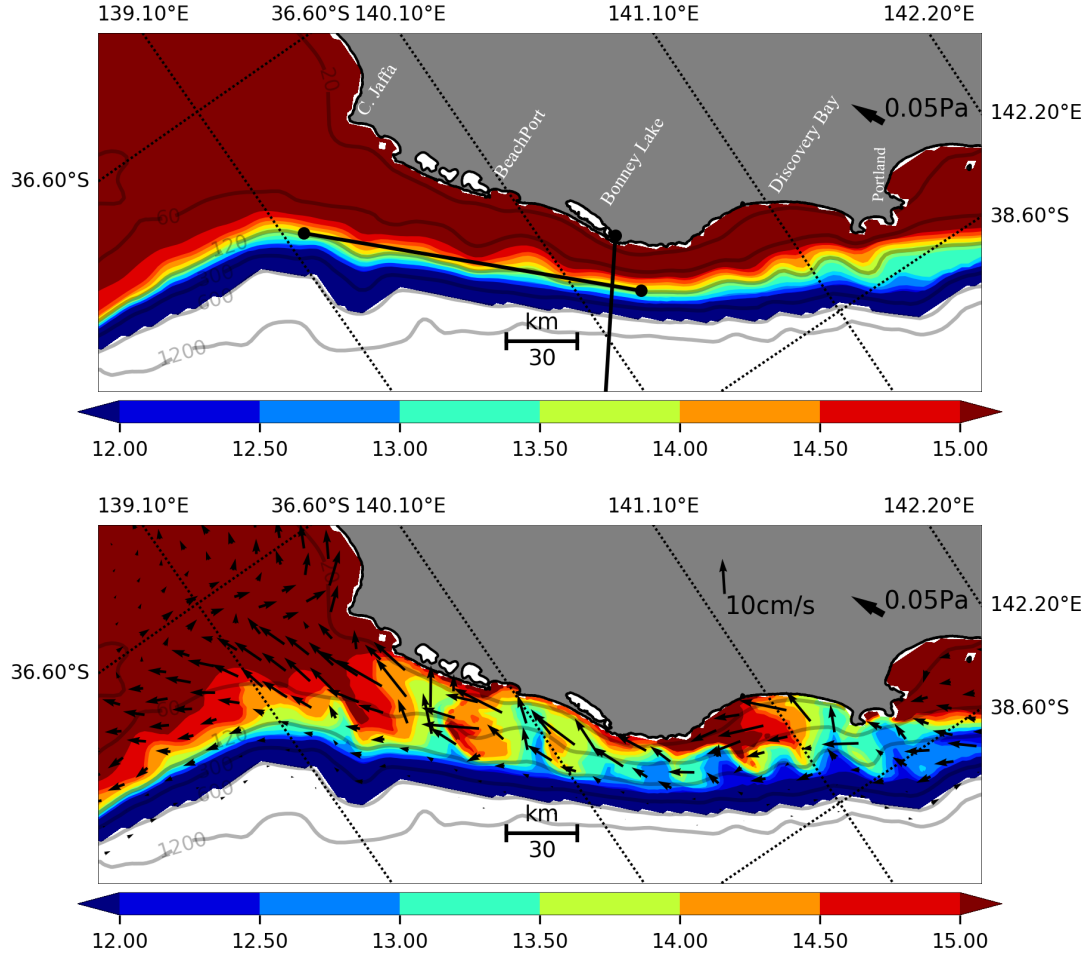 139.10°E 36.60°S 140.10°E 141.10°E 142.20°E
20
C. Jaffa
BeachPort
Bonney Lake
Discovery Bay
Portland
0.05Pa
142.20°E
36.60°S
38.60°S
60
120
1200
km
30
12.00 12.50 13.00 13.50 14.00 14.50 15.00
139.10°E 36.60°S 140.10°E 141.10°E 142.20°E
10cm/s
0.05Pa
142.20°E
36.60°S
38.60°S
1200
km
30
12.00 12.50 13.00 13.50 14.00 14.50 15.00